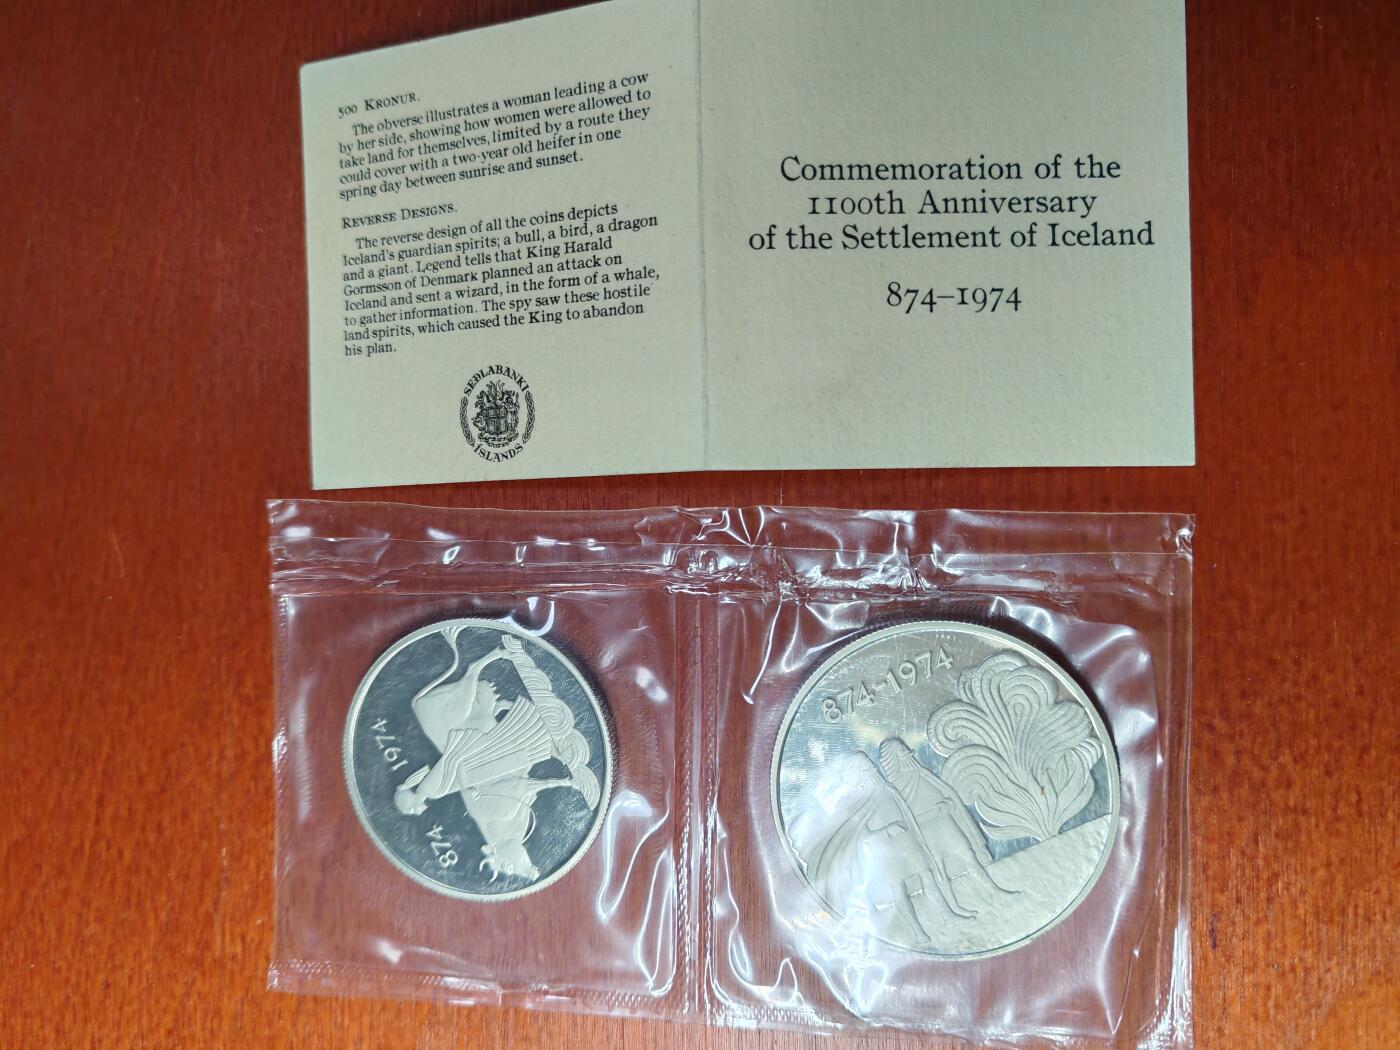 500 KRONUR.
The obverse illustrates a woman leading a cow
by her side, showing how women were allowed to
take land for themselves, limited by a route they
could cover with a two-year old heifer in one
spring day between sunrise and sunset.
REVERSE DESIGNS.
The reverse design of all the coins depicts
Iceland's guardian spirits; a bull, a bird, a dragon
and a giant. Legend tells that King Harald
Gormsson of Denmark planned an attack on
Iceland and sent a wizard, in the form of a whale,
to gather information. The spy saw these hostile
land spirits, which caused the King to abandon
his plan.
SEDLABANKI
ÍSLANDS
Commemoration of the
1100th Anniversary
of the Settlement of Iceland
874–1974
874 1974
874–1974